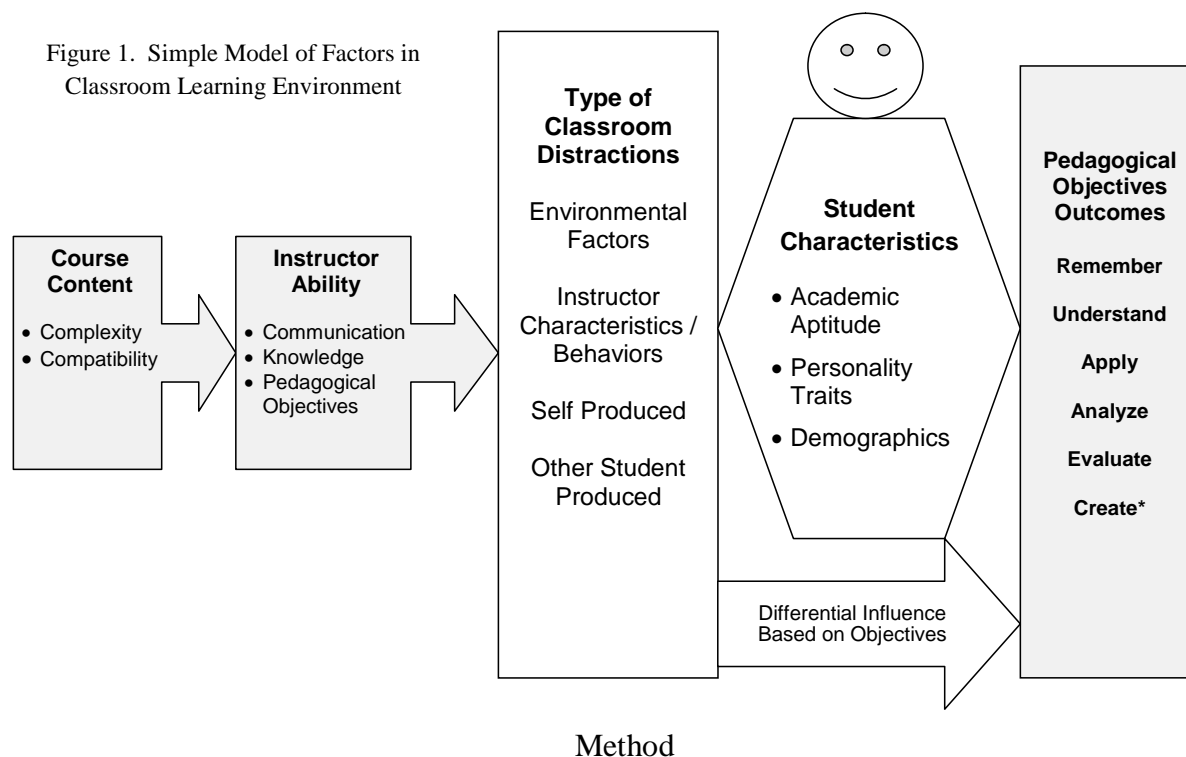 Figure 1. Simple Model of Factors in
Classroom Learning Environment
Course
Content
• Complexity
• Compatibility
Instructor
Ability
• Communication
• Knowledge
• Pedagogical
Objectives
Type of
Classroom
Distractions
Environmental
Factors
Instructor
Characteristics /
Behaviors
Self Produced
Other Student
Produced
Student
Characteristics
• Academic
Aptitude
• Personality
Traits
• Demographics
Differential Influence
Based on Objectives
Pedagogical
Objectives
Outcomes
Remember
Understand
Apply
Analyze
Evaluate
Create*
Method